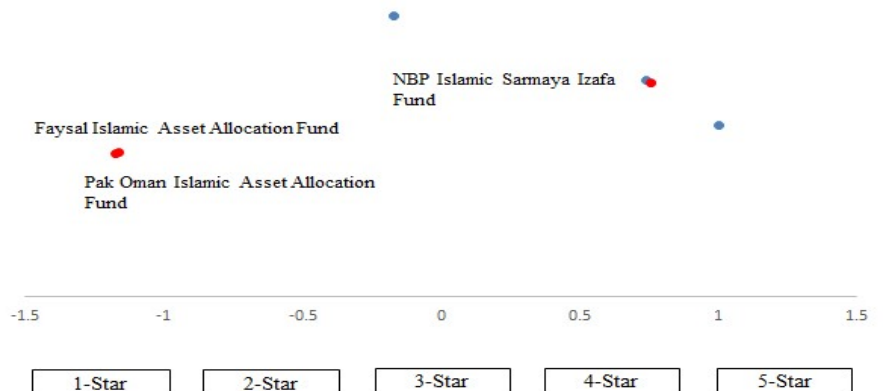 NBP Islamic Sarmaya Izafa
Fund
Faysal Islamic Asset Allocation Fund
Pak Oman Islamic Asset Allocation
Fund
-1.5 -1 -0.5 0 0.5 1 1.5
1-Star 2-Star 3-Star 4-Star 5-Star